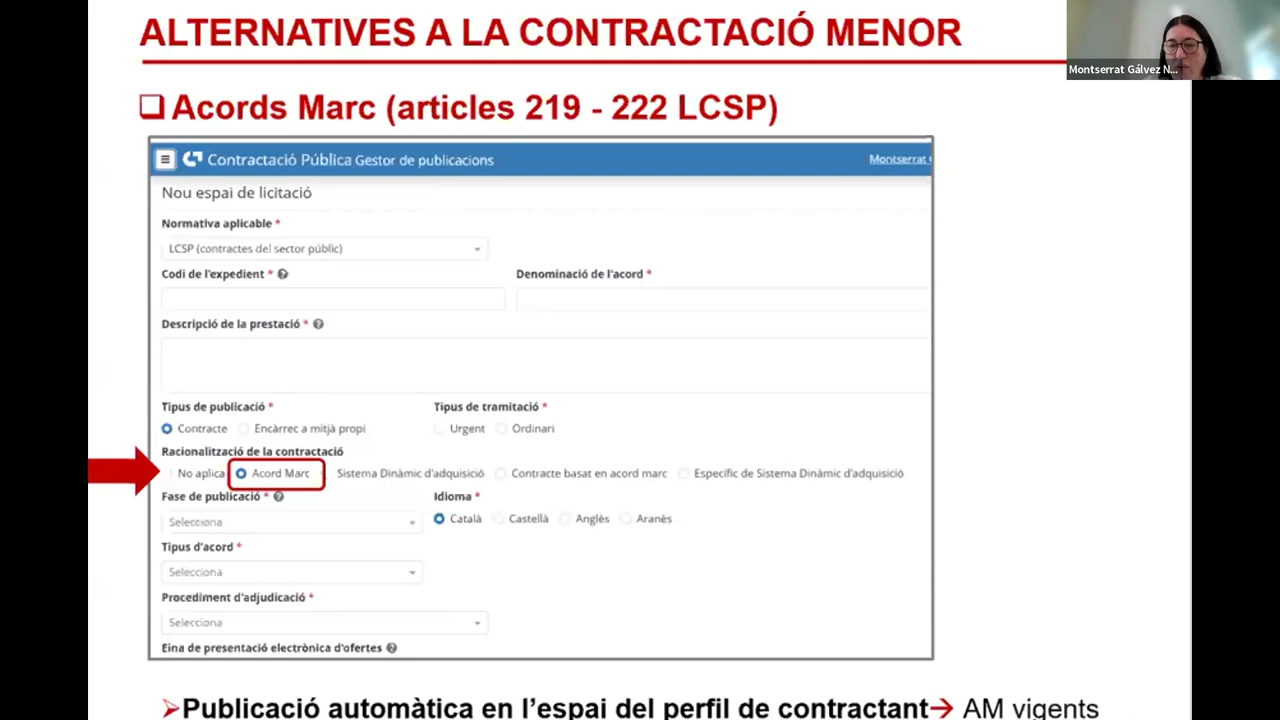 ALTERNATIVES A LA CONTRACTACIÓ MENOR
Montserrat Gálvez N...
Acords Marc (articles 219 - 222 LCSP)
Contractació Pública Gestor de publicacions
Montserrat
Nou espai de licitació
Normativa aplicable *
LCSP (contractes del sector públic)
Codi de l'expedient * Denominació de l'acord *
Descripció de la prestació *
Tipus de publicació * Tipus de tramitació *
Contracte Encàrrec a mitjà propi Urgent Ordinari
Racionalització de la contractació
No aplica Acord Marc Sistema Dinàmic d'adquisició Contracte basat en acord marc Específic de Sistema Dinàmic d'adquisició
Fase de publicació * Idioma *
Selecciona Català Castellà Anglès Aranès
Tipus d'acord *
Selecciona
Procediment d'adjudicació *
Selecciona
Eina de presentació electrònica d'ofertes
Publicació automàtica en l'espai del perfil de contractant→ AM vigents